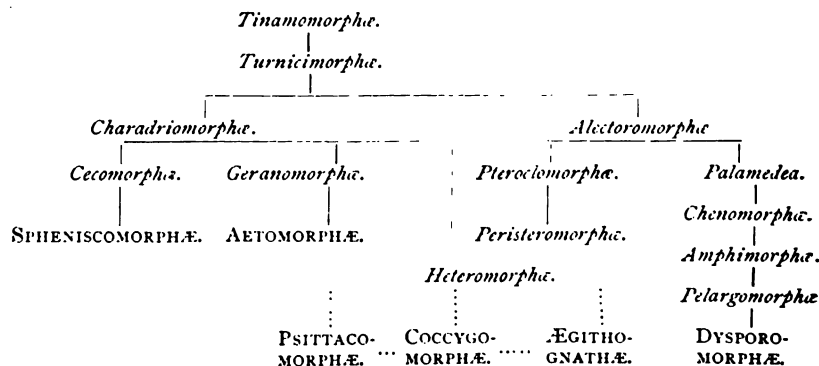 Tinamomorphæ.
Turnicimorphæ.
Charadriomorphæ. Alectoromorphæ
Cecomorphæ. Geranomorphæ. Pteroclomorphæ. Palamedea.
Chenomorphæ.
SPHENISCOMORPHÆ. AETOMORPHÆ. Peristeromorphæ.
Amphimorphæ.
Heteromorphæ.
Pelargomorphæ
PSITTACO- COCCYGO- ÆGITHO- DYSPORO-
MORPHÆ. ... MORPHÆ. ..... GNATHÆ. MORPHÆ.